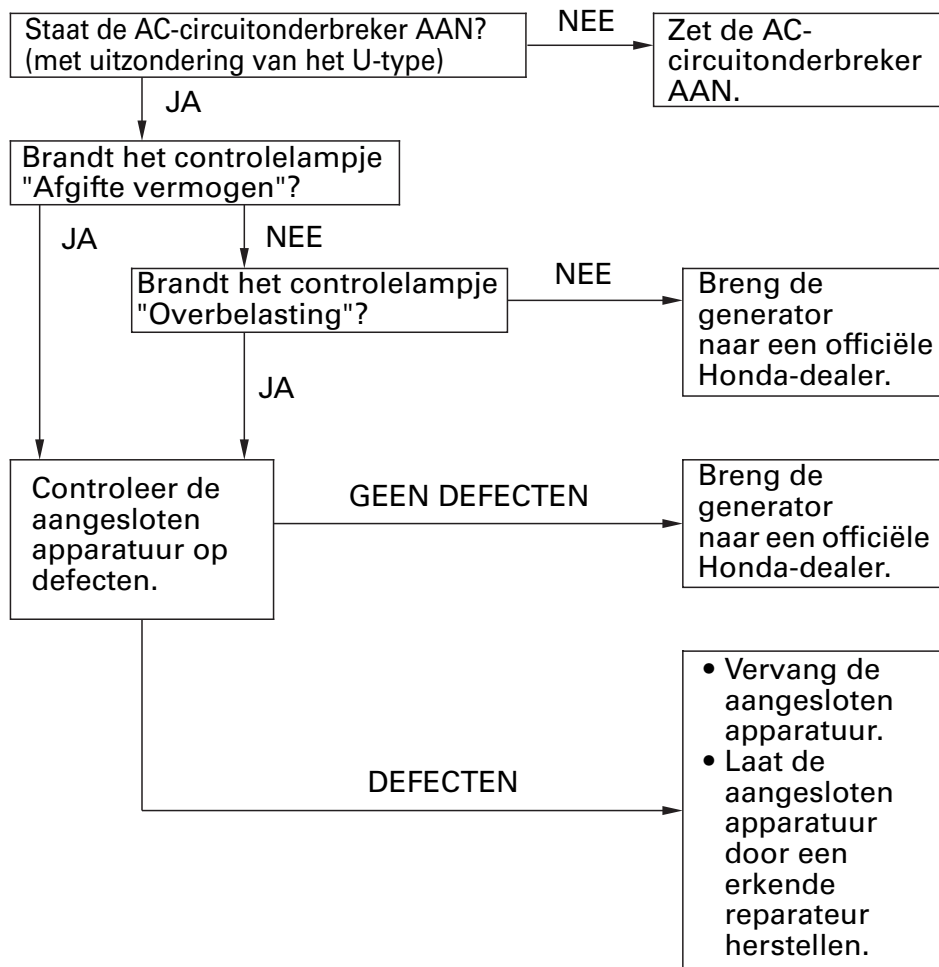 Staat de AC-circuitonderbreker AAN?
(met uitzondering van het U-type)
NEE
Zet de AC-
circuitonderbreker
AAN.
JA
Brandt het controlelampje
"Afgifte vermogen"?
JA
NEE
Brandt het controlelampje
"Overbelasting"?
NEE
Breng de
generator
naar een officiële
Honda-dealer.
JA
Controleer de
aangesloten
apparatuur op
defecten.
GEEN DEFECTEN
Breng de
generator
naar een officiële
Honda-dealer.
DEFECTEN
• Vervang de
aangesloten
apparatuur.
• Laat de
aangesloten
apparatuur
door een
erkende
reparateur
herstellen.